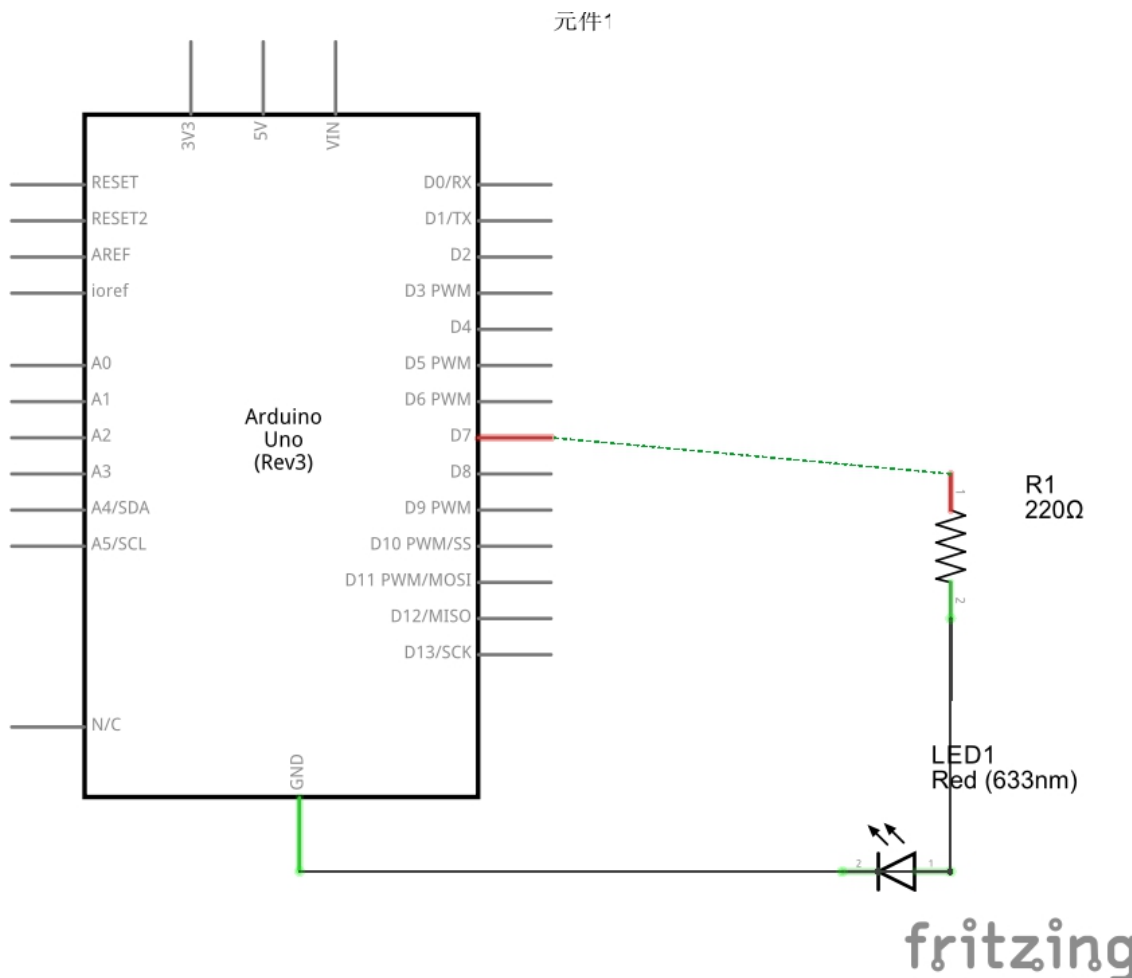 元件1
3V3
5V
VIN
RESET
RESET2
AREF
ioref
A0
A1
A2
A3
A4/SDA
A5/SCL
N/C
Arduino
Uno
(Rev3)
D0/RX
D1/TX
D2
D3 PWM
D4
D5 PWM
D6 PWM
D7
D8
D9 PWM
D10 PWM/SS
D11 PWM/MOSI
D12/MISO
D13/SCK
GND
1
2
R1
220Ω
LED1
Red (633nm)
2
1
fritzing